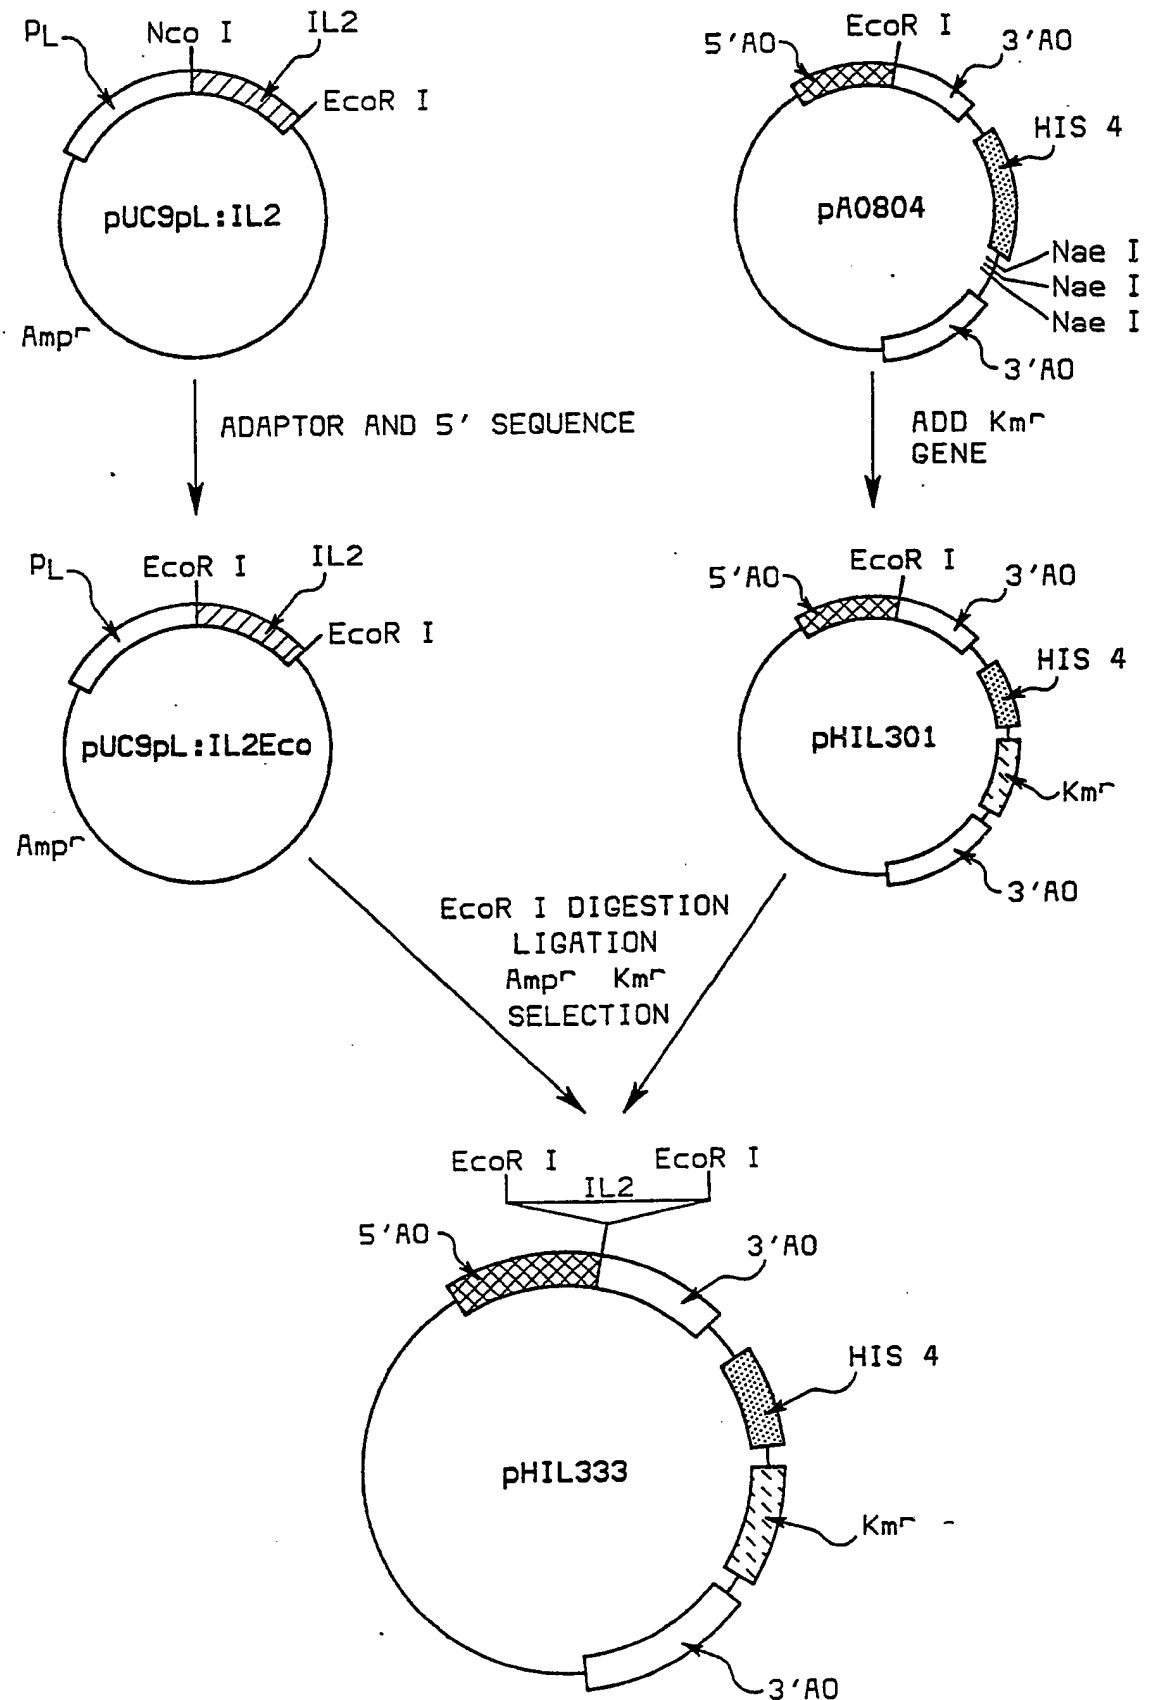 PL
Nco I
IL2
EcoR I
pUC9pL:IL2
Ampr
5'AO
EcoR I
3'AO
HIS 4
pAO804
Nae I
Nae I
Nae I
3'AO
ADAPTOR AND 5' SEQUENCE
ADD Kmr
GENE
PL
EcoR I
IL2
EcoR I
pUC9pL:IL2Eco
Ampr
5'AO
EcoR I
3'AO
HIS 4
pHIL301
Kmr
3'AO
EcoR I DIGESTION
LIGATION
Ampr Kmr
SELECTION
EcoR I
EcoR I
IL2
5'AO
3'AO
HIS 4
pHIL333
Kmr
3'AO